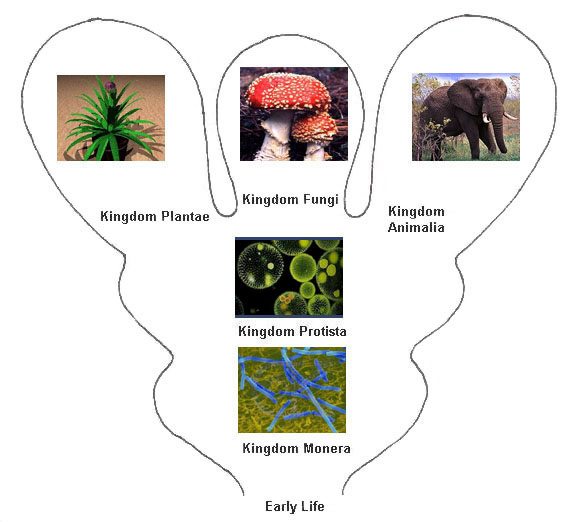 Kingdom Plantae
Kingdom Fungi
Kingdom
Animalia
Kingdom Protista
Kingdom Monera
Early Life